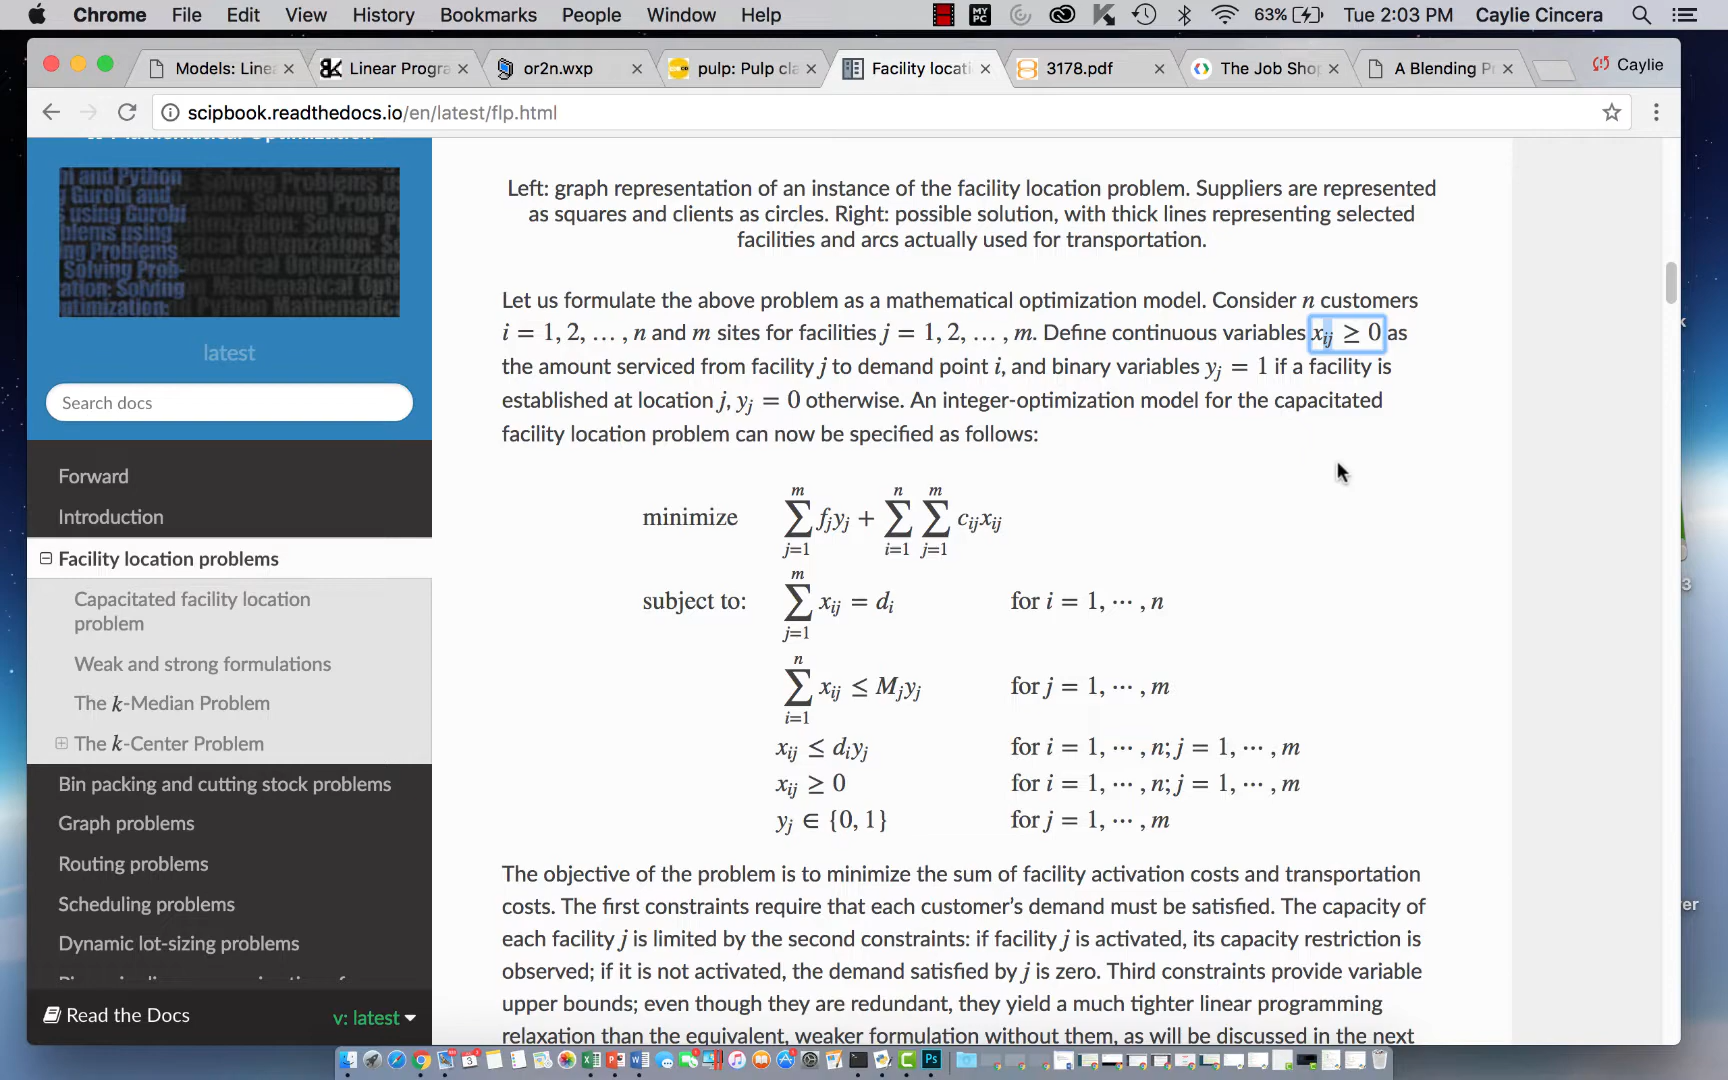 Chrome File Edit View History Bookmarks People Window Help MY PC 63% Tue 2:03 PM Caylie Cincera
Models: Line Linear Progra or2n.wxp pulp: Pulp cla Facility locati 3178.pdf The Job Shop A Blending P Caylie
scipbook.readthedocs.io/en/latest/flp.html
latest
Search docs
Forward
Introduction
Facility location problems
Capacitated facility location
problem
Weak and strong formulations
The k-Median Problem
The k-Center Problem
Bin packing and cutting stock problems
Graph problems
Routing problems
Scheduling problems
Dynamic lot-sizing problems
Read the Docs v: latest
Left: graph representation of an instance of the facility location problem. Suppliers are represented
as squares and clients as circles. Right: possible solution, with thick lines representing selected
facilities and arcs actually used for transportation.
Let us formulate the above problem as a mathematical optimization model. Consider n customers
i = 1, 2, … , n and m sites for facilities j = 1, 2, … , m. Define continuous variables x_ij ≥ 0 as
the amount serviced from facility j to demand point i, and binary variables y_j = 1 if a facility is
established at location j, y_j = 0 otherwise. An integer-optimization model for the capacitated
facility location problem can now be specified as follows:
minimize ∑_{j=1}^{m} f_j y_j + ∑_{i=1}^{n} ∑_{j=1}^{m} c_ij x_ij
subject to: ∑_{j=1}^{m} x_ij = d_i for i = 1, ⋯ , n
∑_{i=1}^{n} x_ij ≤ M_j y_j for j = 1, ⋯ , m
x_ij ≤ d_i y_j for i = 1, ⋯ , n; j = 1, ⋯ , m
x_ij ≥ 0 for i = 1, ⋯ , n; j = 1, ⋯ , m
y_j ∈ {0, 1} for j = 1, ⋯ , m
The objective of the problem is to minimize the sum of facility activation costs and transportation
costs. The first constraints require that each customer's demand must be satisfied. The capacity of
each facility j is limited by the second constraints: if facility j is activated, its capacity restriction is
observed; if it is not activated, the demand satisfied by j is zero. Third constraints provide variable
upper bounds; even though they are redundant, they yield a much tighter linear programming
relaxation than the equivalent, weaker formulation without them, as will be discussed in the next